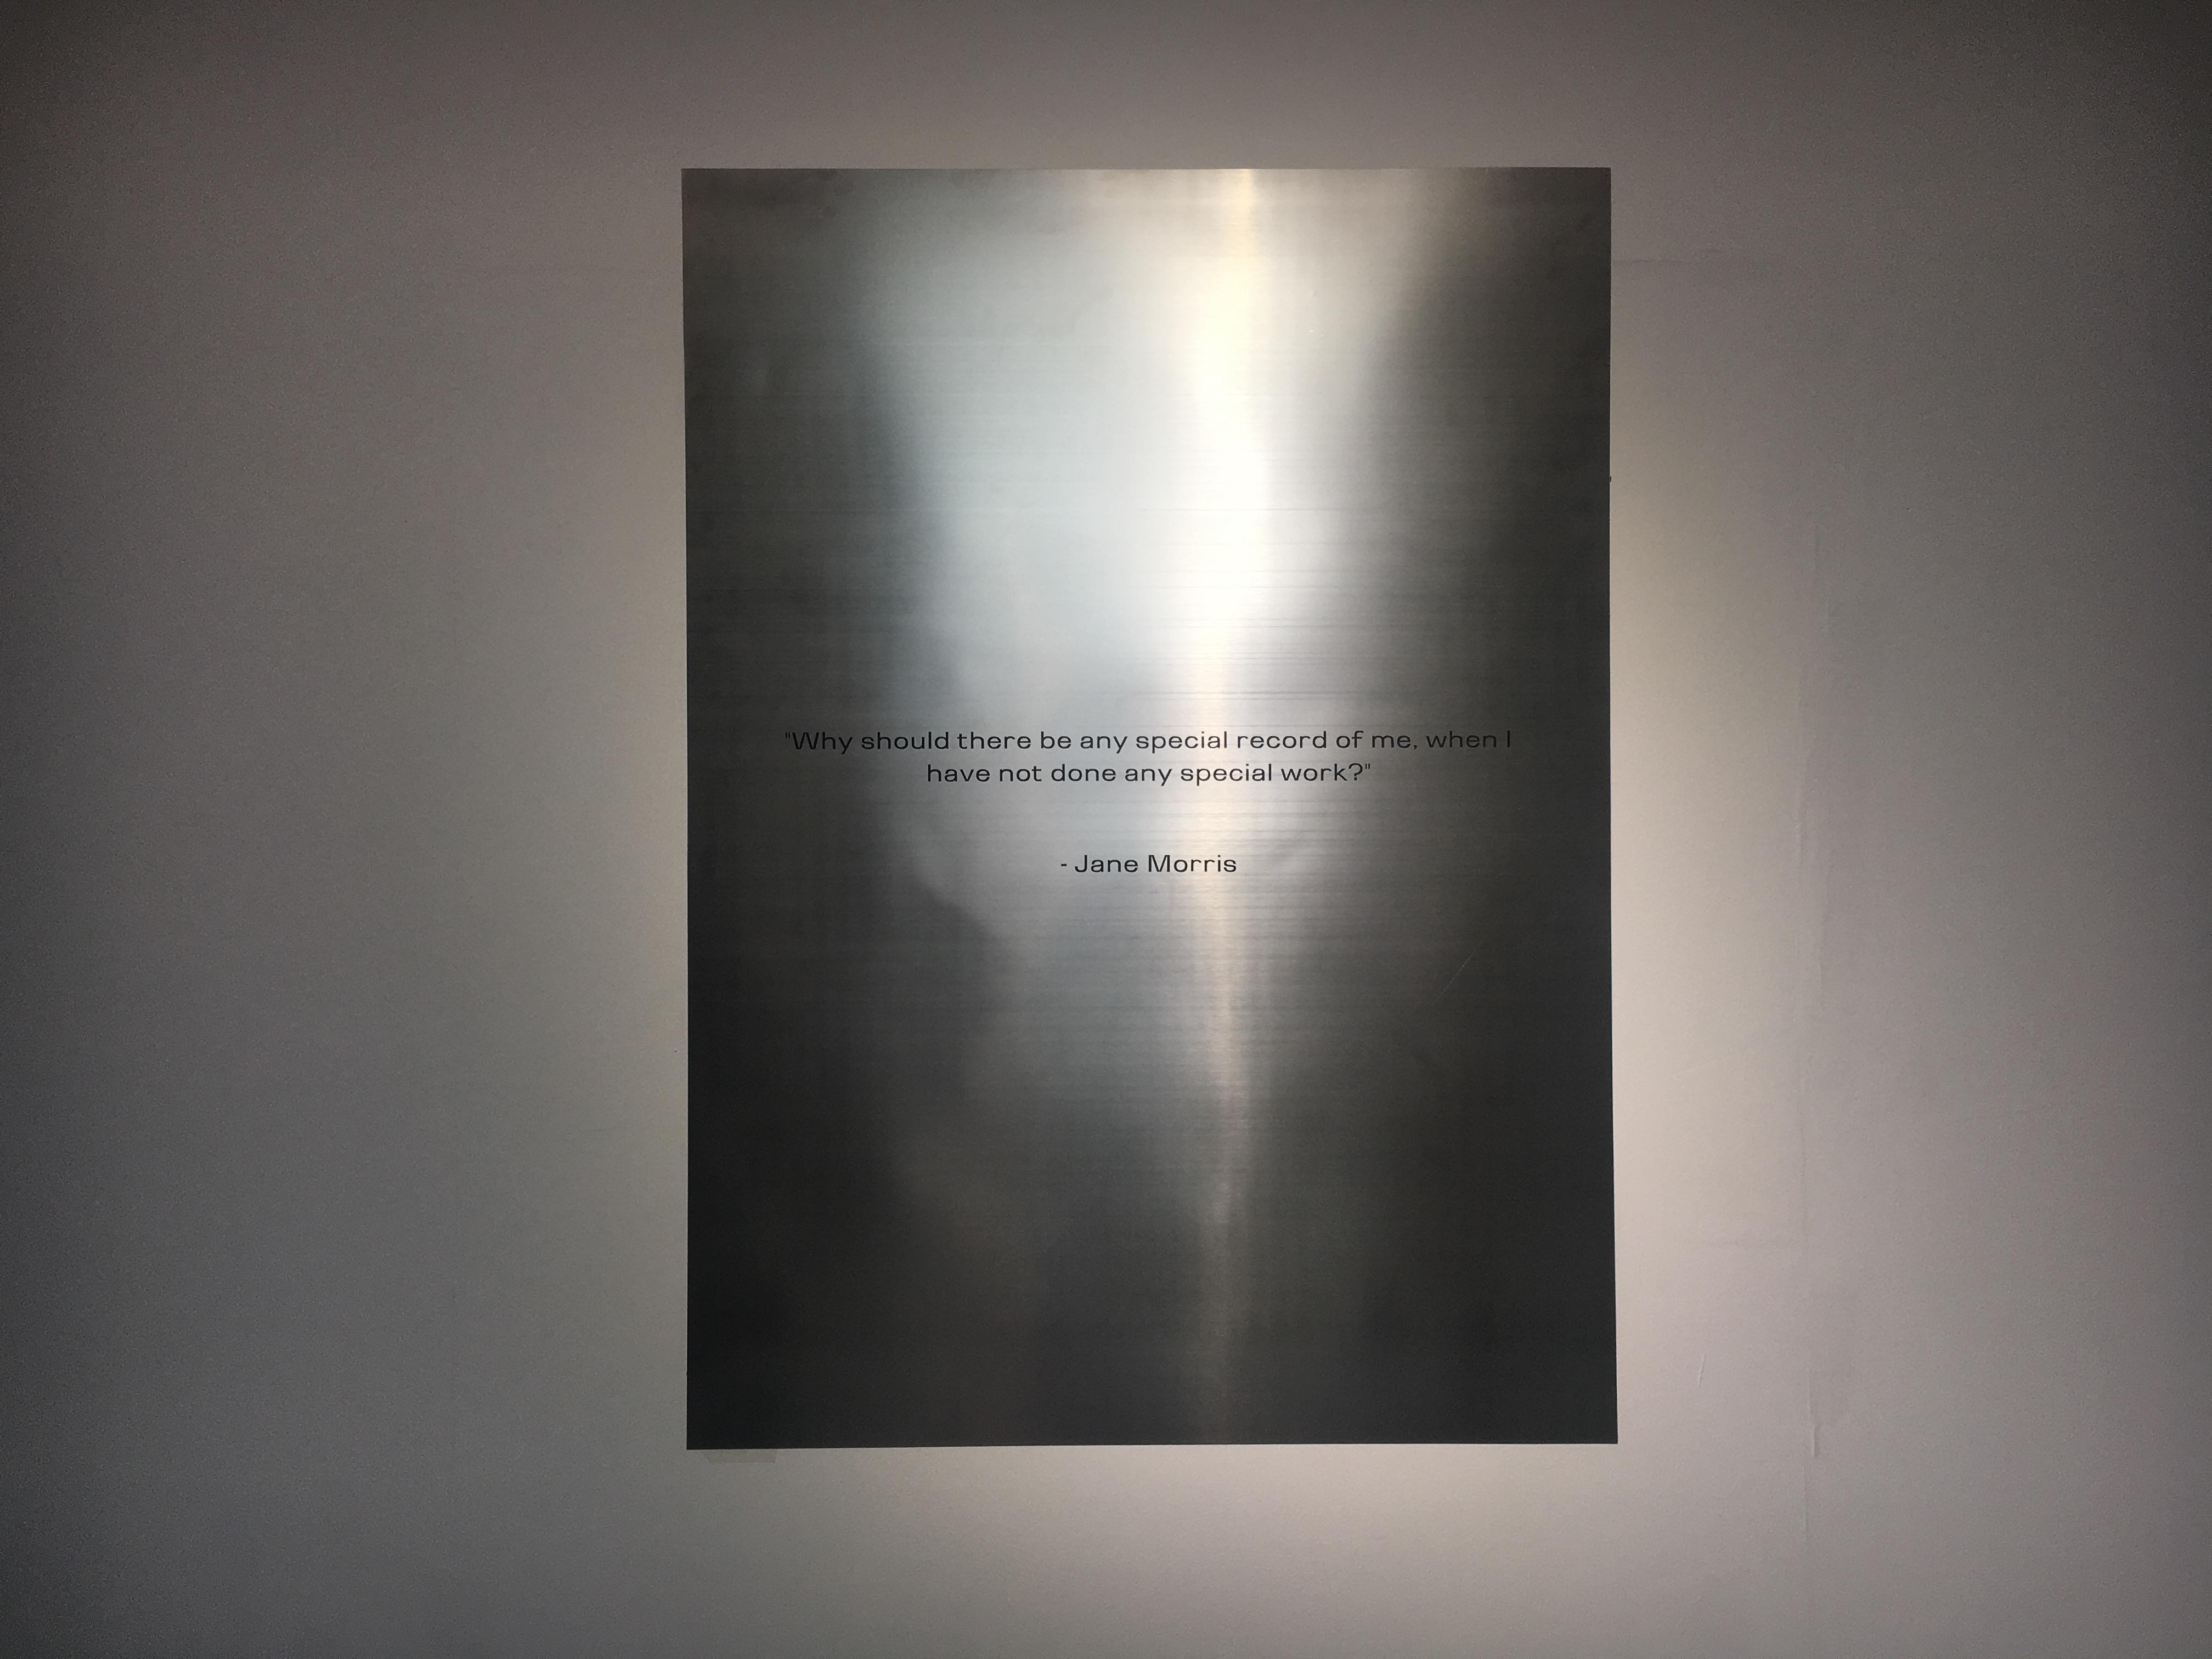 "Why should there be any special record of me, when I
have not done any special work?"
- Jane Morris